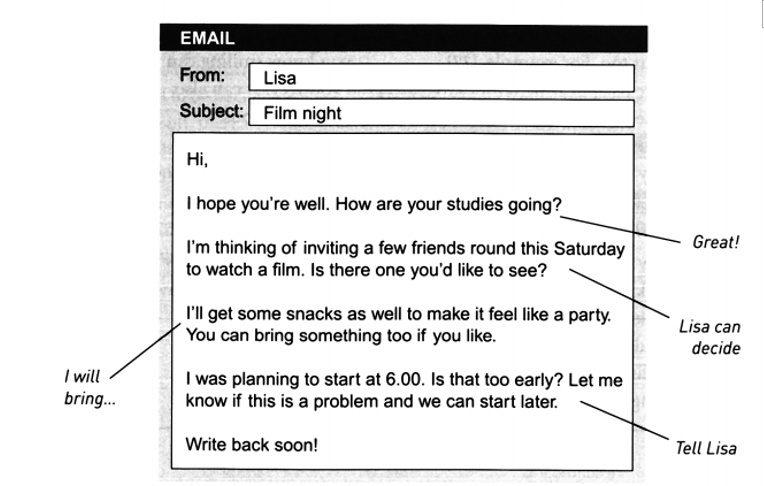 EMAIL
From: Lisa
Subject: Film night
Hi,
I hope you're well. How are your studies going?
Great!
I'm thinking of inviting a few friends round this Saturday
to watch a film. Is there one you'd like to see?
Lisa can
decide
I'll get some snacks as well to make it feel like a party.
You can bring something too if you like.
I will
bring...
I was planning to start at 6.00. Is that too early? Let me
know if this is a problem and we can start later.
Tell Lisa
Write back soon!